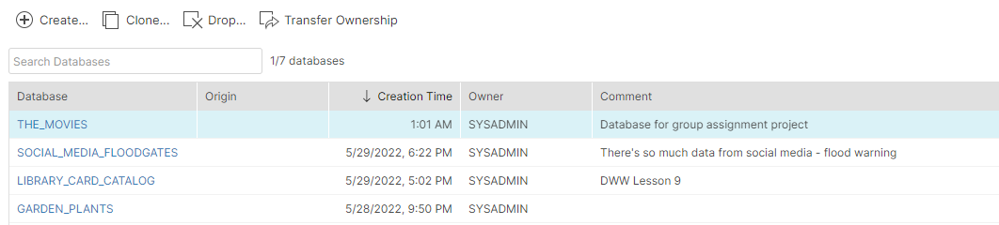 Create... Clone... Drop... Transfer Ownership
Search Databases 1/7 databases
Database Origin Creation Time Owner Comment
THE_MOVIES 1:01 AM SYSADMIN Database for group assignment project
SOCIAL_MEDIA_FLOODGATES 5/29/2022, 6:22 PM SYSADMIN There's so much data from social media - flood warning
LIBRARY_CARD_CATALOG 5/29/2022, 5:02 PM SYSADMIN DWW Lesson 9
GARDEN_PLANTS 5/28/2022, 9:50 PM SYSADMIN